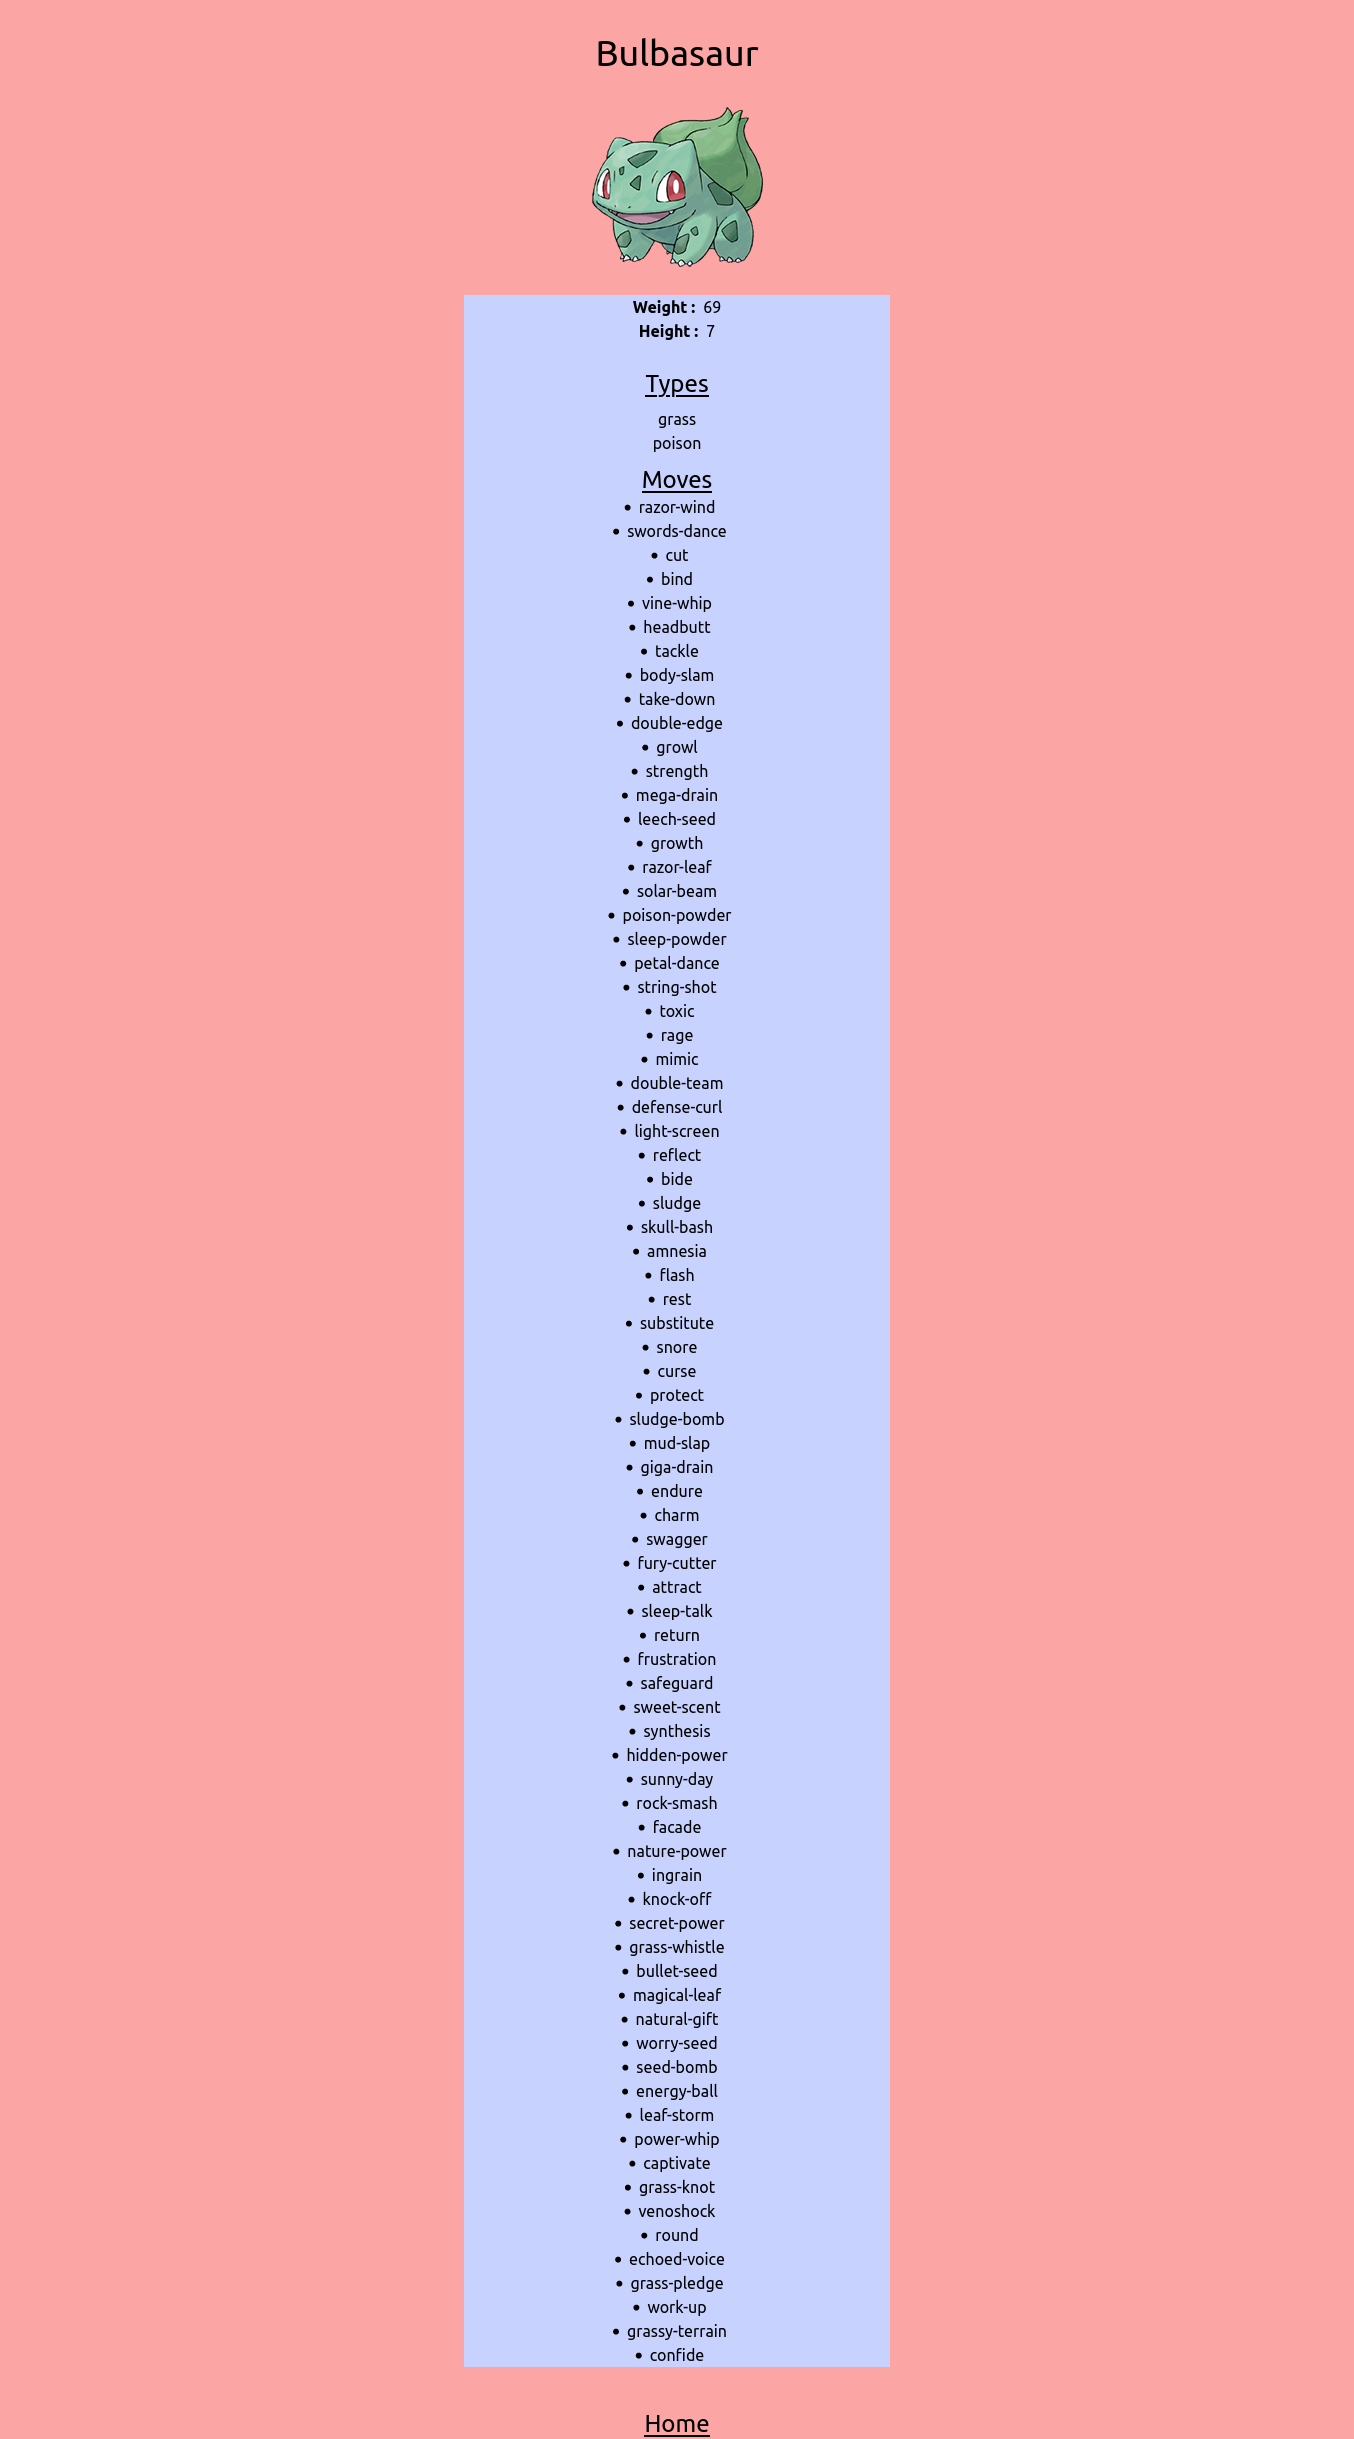 Bulbasaur
Weight : 69
Height : 7
Types
grass
poison
Moves
• razor-wind
• swords-dance
• cut
• bind
• vine-whip
• headbutt
• tackle
• body-slam
• take-down
• double-edge
• growl
• strength
• mega-drain
• leech-seed
• growth
• razor-leaf
• solar-beam
• poison-powder
• sleep-powder
• petal-dance
• string-shot
• toxic
• rage
• mimic
• double-team
• defense-curl
• light-screen
• reflect
• bide
• sludge
• skull-bash
• amnesia
• flash
• rest
• substitute
• snore
• curse
• protect
• sludge-bomb
• mud-slap
• giga-drain
• endure
• charm
• swagger
• fury-cutter
• attract
• sleep-talk
• return
• frustration
• safeguard
• sweet-scent
• synthesis
• hidden-power
• sunny-day
• rock-smash
• facade
• nature-power
• ingrain
• knock-off
• secret-power
• grass-whistle
• bullet-seed
• magical-leaf
• natural-gift
• worry-seed
• seed-bomb
• energy-ball
• leaf-storm
• power-whip
• captivate
• grass-knot
• venoshock
• round
• echoed-voice
• grass-pledge
• work-up
• grassy-terrain
• confide
Home